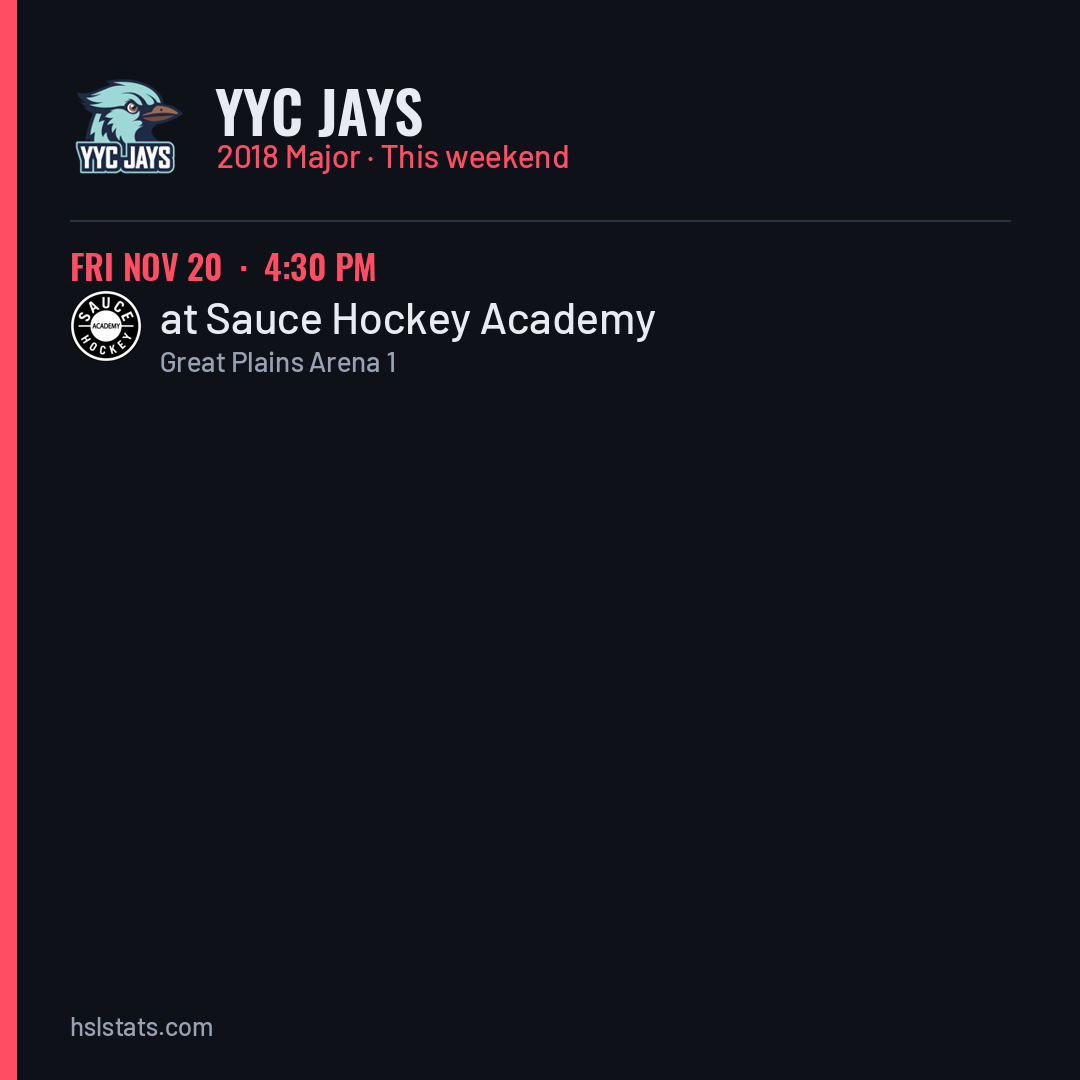 YYC JAYS
YYC JAYS
2018 Major · This weekend
FRI NOV 20 · 4:30 PM
SAUCE
ACADEMY
HOCKEY
at Sauce Hockey Academy
Great Plains Arena 1
hslstats.com